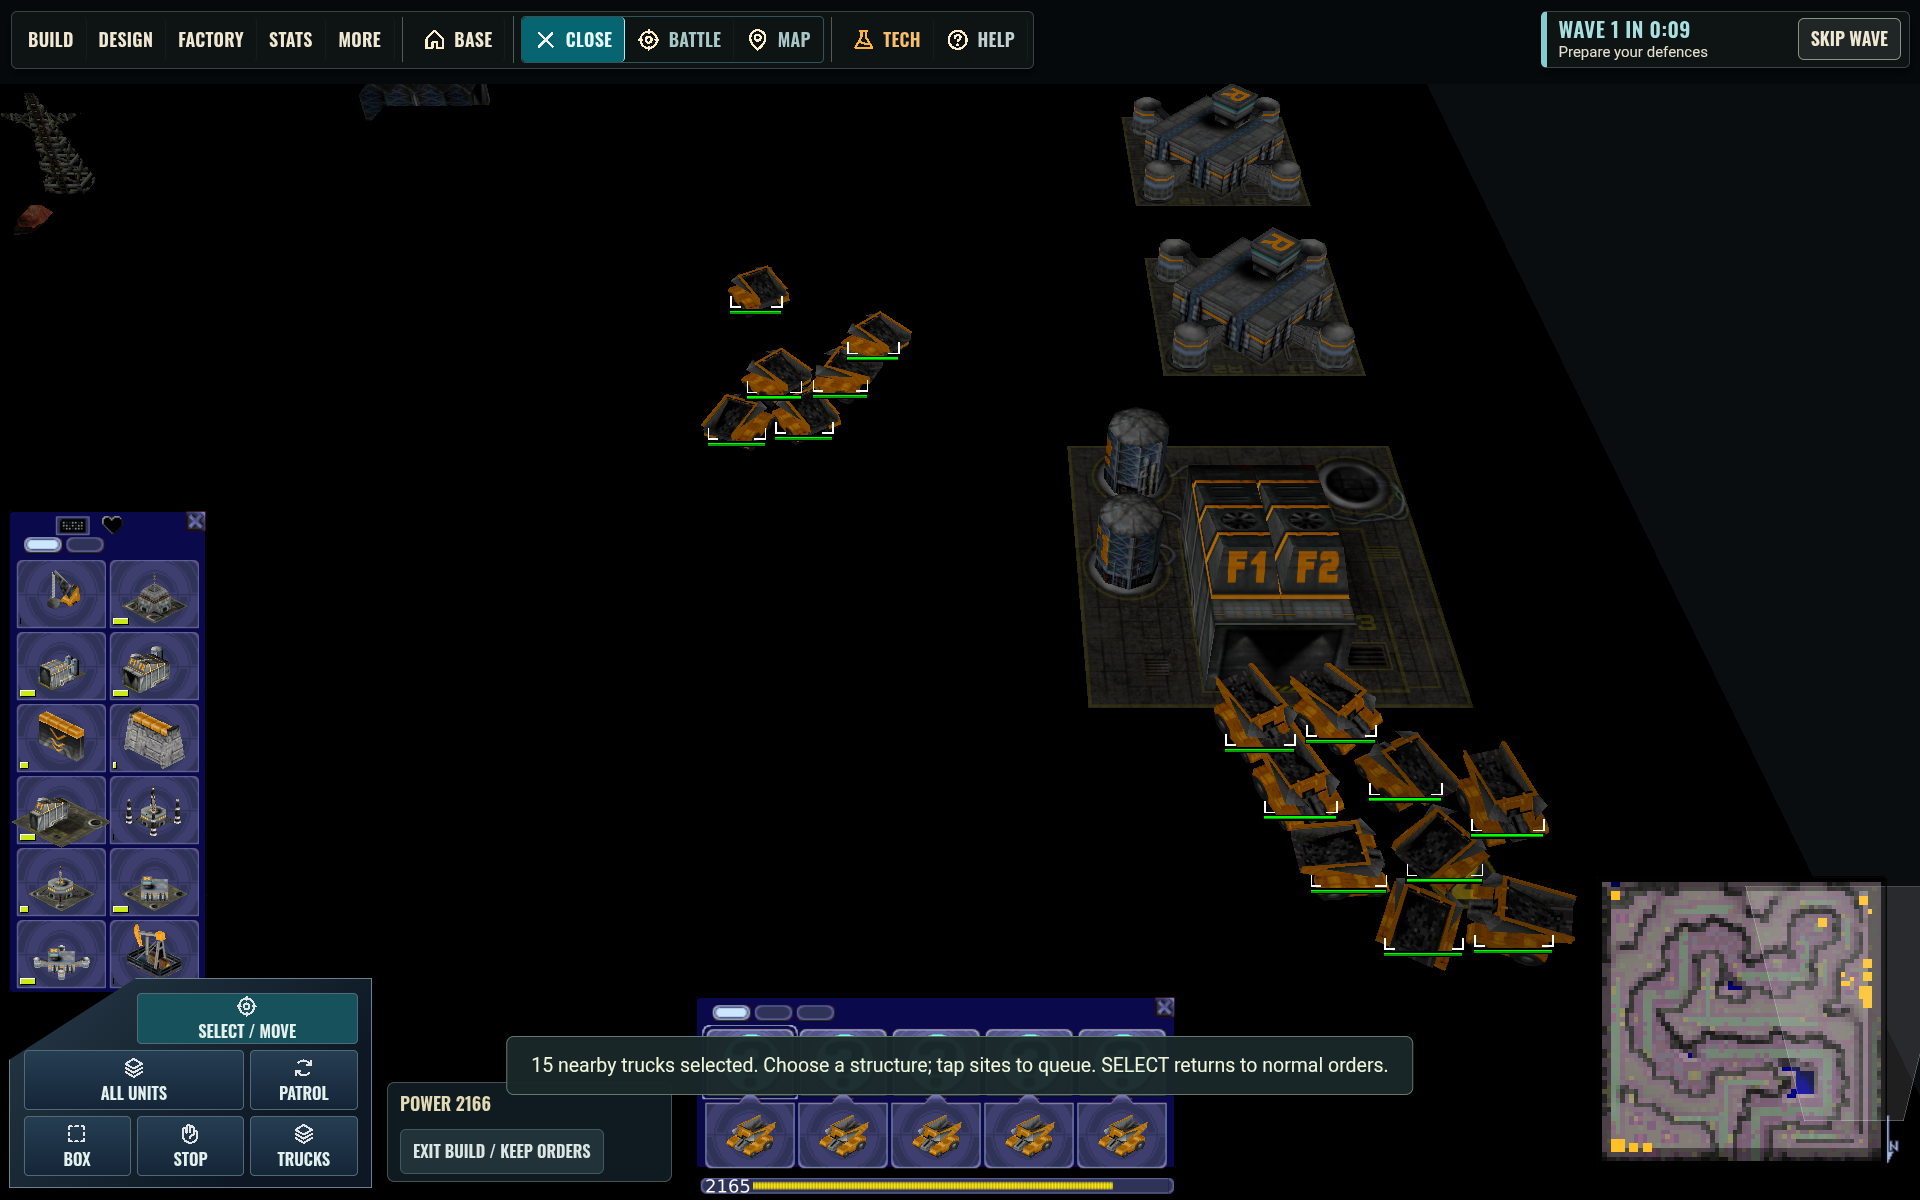 BUILD DESIGN FACTORY STATS MORE BASE CLOSE BATTLE MAP TECH HELP
WAVE 1 IN 0:09
Prepare your defences
SKIP WAVE
R
R
F1 F2
3
SELECT / MOVE
ALL UNITS
PATROL
BOX
STOP
TRUCKS
15 nearby trucks selected. Choose a structure; tap sites to queue. SELECT returns to normal orders.
POWER 2166
EXIT BUILD / KEEP ORDERS
2165
N